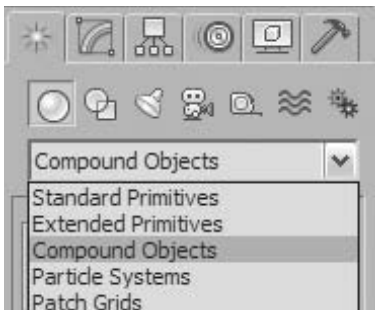 Compound Objects
Standard Primitives
Extended Primitives
Compound Objects
Particle Systems
Patch Grids